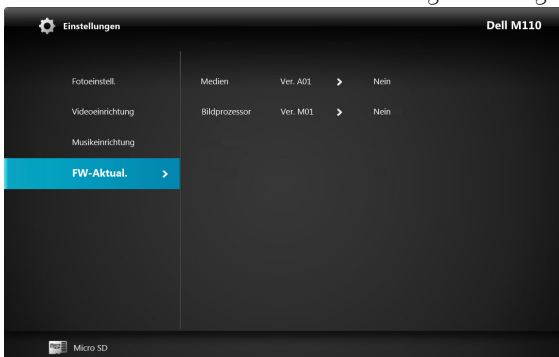 Einstellungen
Dell M110
Fotoeinstell.
Medien Ver. A01 > Nein
Videoeinrichtung
Bildprozessor Ver. M01 > Nein
Musikeinrichtung
FW-Aktual. >
Micro SD